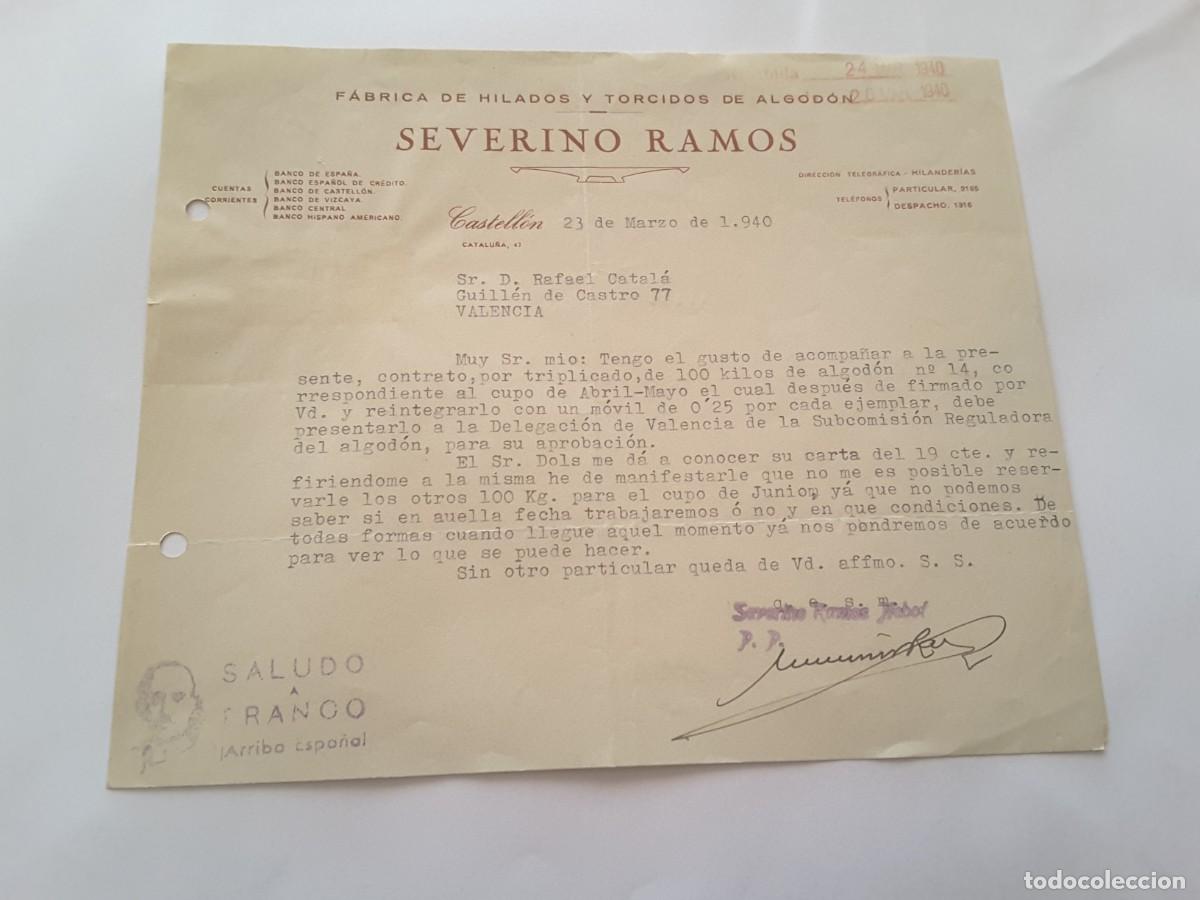 24 1940
FÁBRICA DE HILADOS Y TORCIDOS DE ALGODÓN
1940
SEVERINO RAMOS
CUENTAS CORRIENTES
BANCO DE ESPAÑA.
BANCO ESPAÑOL DE CRÉDITO.
BANCO DE CASTELLÓN.
BANCO DE VIZCAYA.
BANCO CENTRAL
BANCO HISPANO AMERICANO.
DIRECCIÓN TELEGRÁFICA - HILANDERÍAS
TELÉFONOS
PARTICULAR, 9165
DESPACHO, 1916
Castellón 23 de Marzo de 1.940
CATALUÑA, 47
Sr. D. Rafael Catalá
Guillén de Castro 77
VALENCIA
Muy Sr. mio: Tengo el gusto de acompañar a la pre-
sente, contrato,por triplicado,de 100 kilos de algodón nº 14, co
rrespondiente al cupo de Abril-Mayo el cual después de firmado por
Vd. y reintegrarlo con un móvil de 0'25 por cada ejemplar, debe
presentarlo a la Delegación de Valencia de la Subcomisión Reguladora
del algodón, para su aprobación.
El Sr. Dols me dá a conocer su carta del 19 cte. y re-
firiendome a la misma he de manifestarle que no me es posible reser-
varle los otros 100 Kg. para el cupo de Junio, yá que no podemos
saber si en auella fecha trabajaremos ó no y en que condiciones. De
todas formas cuando llegue aquel momento yá nos pondremos de acuerdo
para ver lo que se puede hacer.
Sin otro particular queda de Vd. affmo. S. S.
q e s m
Severino Ramos
P. P.
SALUDO
A
FRANCO
¡Arriba España!
todocoleccion